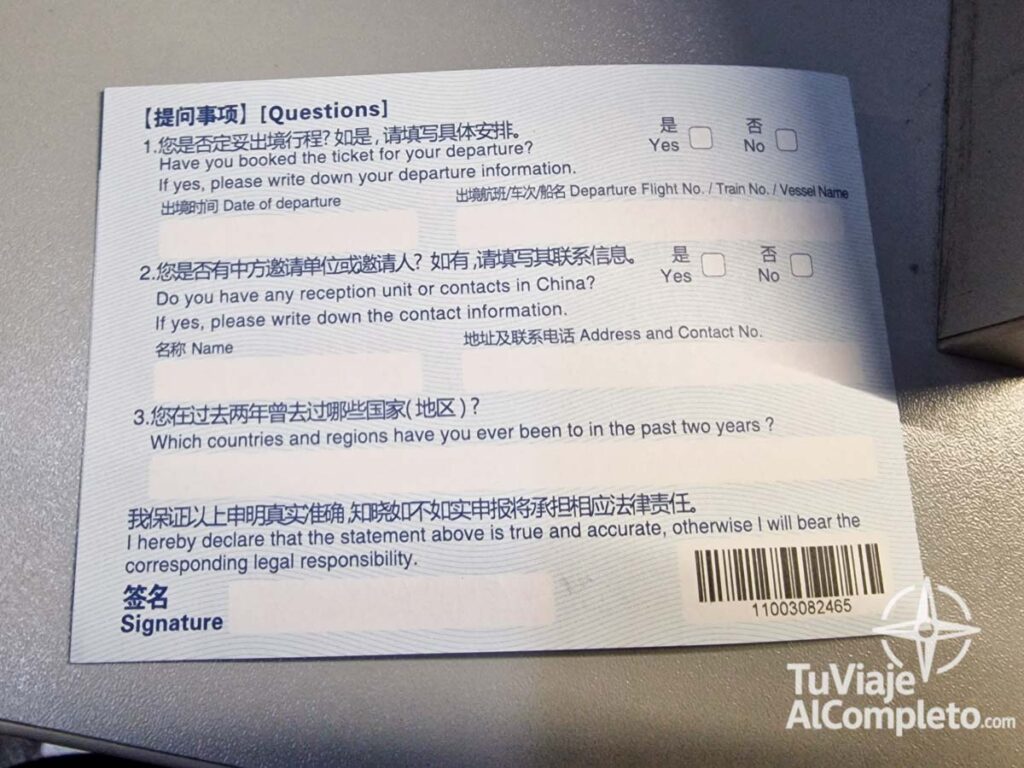 【提问事项】[Questions]
1.您是否定妥出境行程?如是,请填写具体安排。 是 否
Have you booked the ticket for your departure? Yes No
If yes, please write down your departure information.
出境时间 Date of departure 出境航班/车次/船名 Departure Flight No. / Train No. / Vessel Name
2.您是否有中方邀请单位或邀请人? 如有,请填写其联系信息。 是 否
Do you have any reception unit or contacts in China? Yes No
If yes, please write down the contact information.
名称 Name 地址及联系电话 Address and Contact No.
3.您在过去两年曾去过哪些国家(地区)?
Which countries and regions have you ever been to in the past two years ?
我保证以上申明真实准确,知晓如不如实申报将承担相应法律责任。
I hereby declare that the statement above is true and accurate, otherwise I will bear the
corresponding legal responsibility.
签名
Signature
11003082465
TuViaje
AlCompleto.com